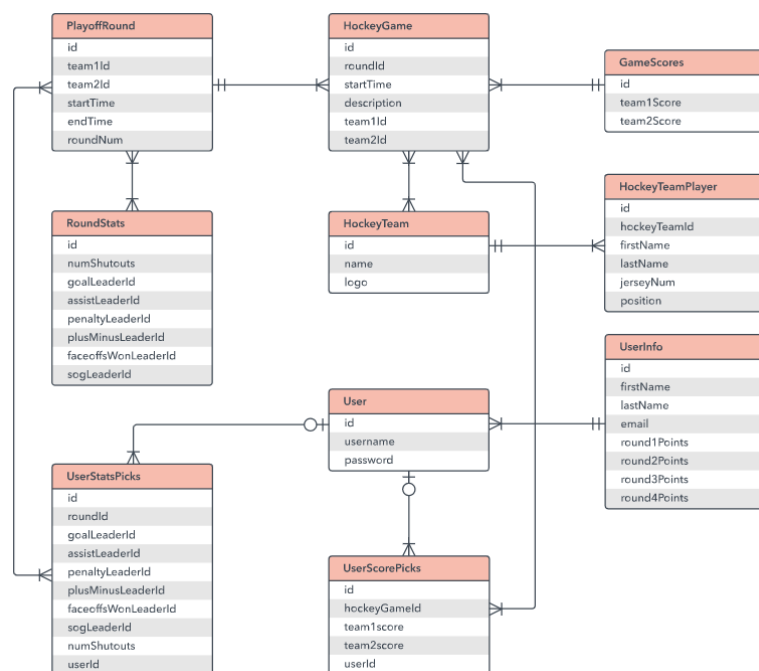 PlayoffRound
id
team1Id
team2Id
startTime
endTime
roundNum
HockeyGame
id
roundId
startTime
description
team1Id
team2Id
GameScores
id
team1Score
team2Score
RoundStats
id
numShutouts
goalLeaderId
assistLeaderId
penaltyLeaderId
plusMinusLeaderId
faceoffsWonLeaderId
sogLeaderId
HockeyTeam
id
name
logo
HockeyTeamPlayer
id
hockeyTeamId
firstName
lastName
jerseyNum
position
UserInfo
id
firstName
lastName
email
round1Points
round2Points
round3Points
round4Points
User
id
username
password
UserStatsPicks
id
roundId
goalLeaderId
assistLeaderId
penaltyLeaderId
plusMinusLeaderId
faceoffsWonLeaderId
sogLeaderId
numShutouts
userId
UserScorePicks
id
hockeyGameId
team1score
team2score
userId